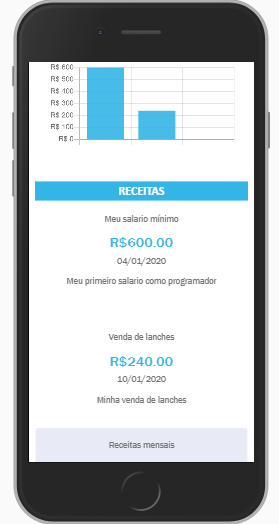 R$ 600
R$ 500
R$ 400
R$ 300
R$ 200
R$ 100
R$ 0
RECEITAS
Meu salario mínimo
R$600.00
04/01/2020
Meu primeiro salario como programador
Venda de lanches
R$240.00
10/01/2020
Minha venda de lanches
Receitas mensais